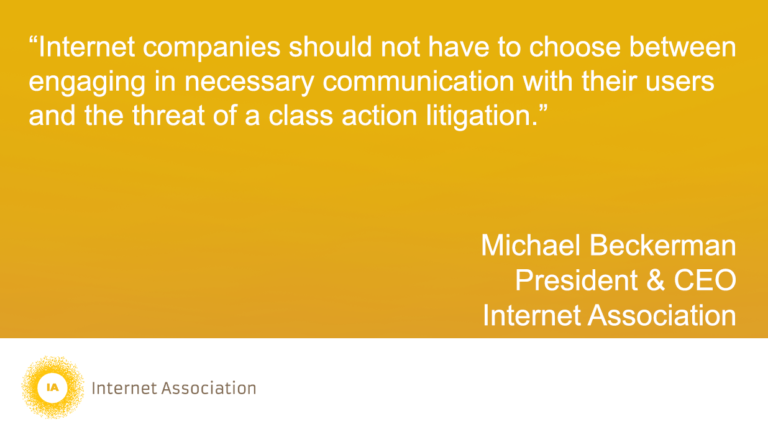 “Internet companies should not have to choose between
engaging in necessary communication with their users
and the threat of a class action litigation.”
Michael Beckerman
President & CEO
Internet Association
IA
Internet Association